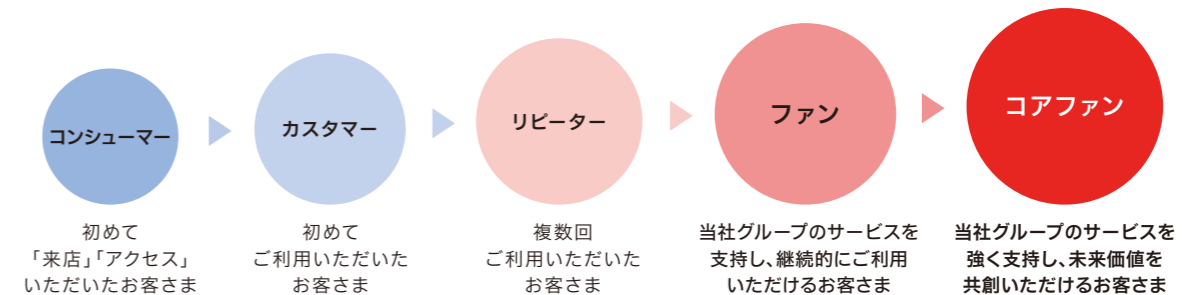 コンシューマー
カスタマー
リピーター
ファン
コアファン
初めて
「来店」「アクセス」
いただいたお客さま
初めて
ご利用いただいた
お客さま
複数回
ご利用いただいた
お客さま
当社グループのサービスを
支持し、継続的にご利用
いただけるお客さま
当社グループのサービスを
強く支持し、未来価値を
共創いただけるお客さま